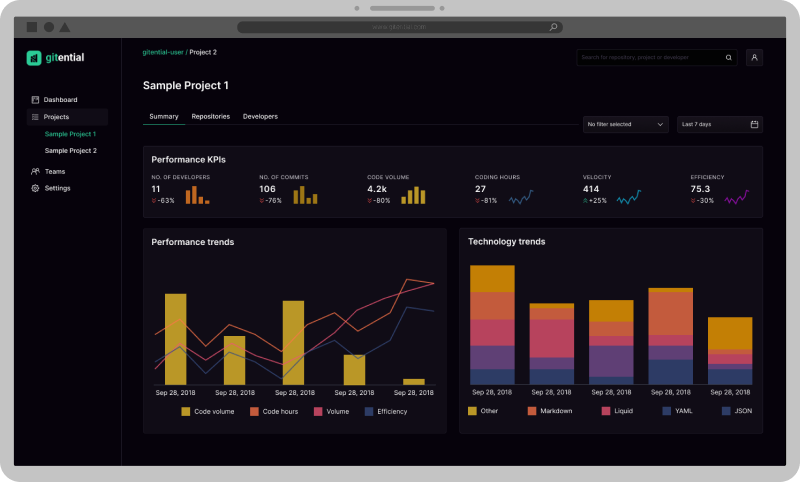 gitential
gitential-user / Project 2
Search for repository, project or developer
Sample Project 1
Dashboard
Projects
Sample Project 1
Sample Project 2
Teams
Settings
Summary Repositories Developers
No filter selected
Last 7 days
Performance KPIs
NO. OF DEVELOPERS
11
-63%
NO. OF COMMITS
106
-76%
CODE VOLUME
4.2k
-80%
CODING HOURS
27
-81%
VELOCITY
414
+25%
EFFICIENCY
75.3
-30%
Performance trends
Sep 28, 2018 Sep 28, 2018 Sep 28, 2018 Sep 28, 2018 Sep 28, 2018
Code volume Code hours Volume Efficiency
Technology trends
Sep 28, 2018 Sep 28, 2018 Sep 28, 2018 Sep 28, 2018 Sep 28, 2018
Other Markdown Liquid YAML JSON